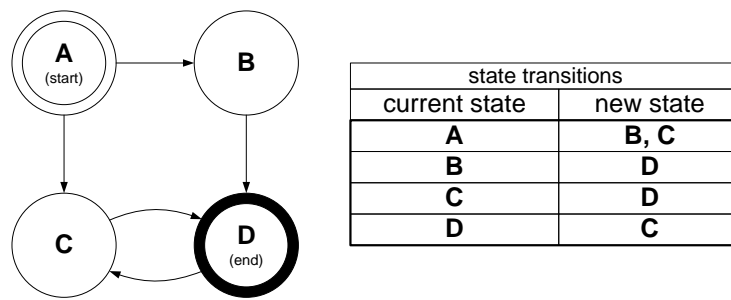 A
(start)
B
C
D
(end)
state transitions
current state new state
A B, C
B D
C D
D C